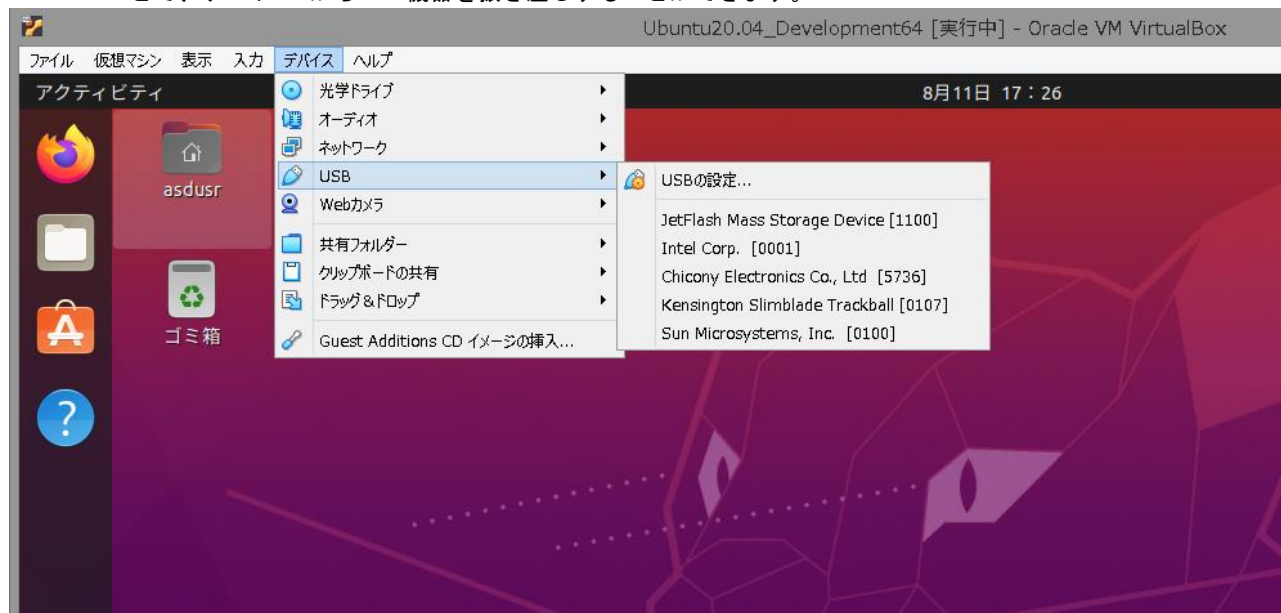 Ubuntu20.04_Development64 [実行中] - Oracle VM VirtualBox
ファイル 仮想マシン 表示 入力 デバイス ヘルプ
アクティビティ
8月11日 17：26
asdusr
ゴミ箱
光学ドライブ
オーディオ
ネットワーク
USB
Webカメラ
共有フォルダー
クリップボードの共有
ドラッグ＆ドロップ
Guest Additions CD イメージの挿入...
USBの設定...
JetFlash Mass Storage Device [1100]
Intel Corp. [0001]
Chicony Electronics Co., Ltd [5736]
Kensington Slimblade Trackball [0107]
Sun Microsystems, Inc. [0100]